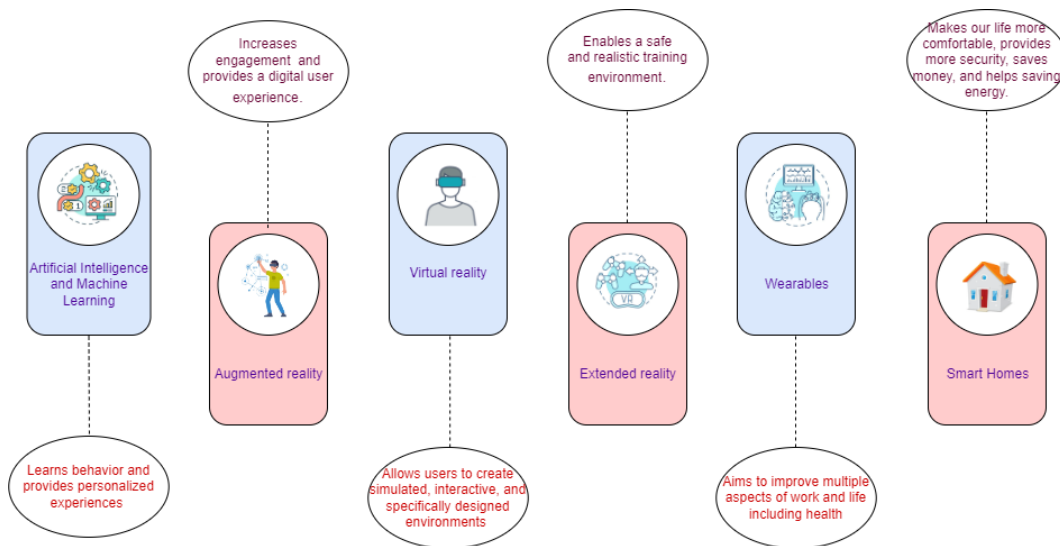 Increases
engagement and
provides a digital user
experience.
Enables a safe
and realistic training
environment.
Makes our life more
comfortable, provides
more security, saves
money, and helps saving
energy.
Artificial Intelligence
and Machine
Learning
Augmented reality
Virtual reality
VR
Extended reality
Wearables
Smart Homes
Learns behavior and
provides personalized
experiences
Allows users to create
simulated, interactive, and
specifically designed
environments
Aims to improve multiple
aspects of work and life
including health